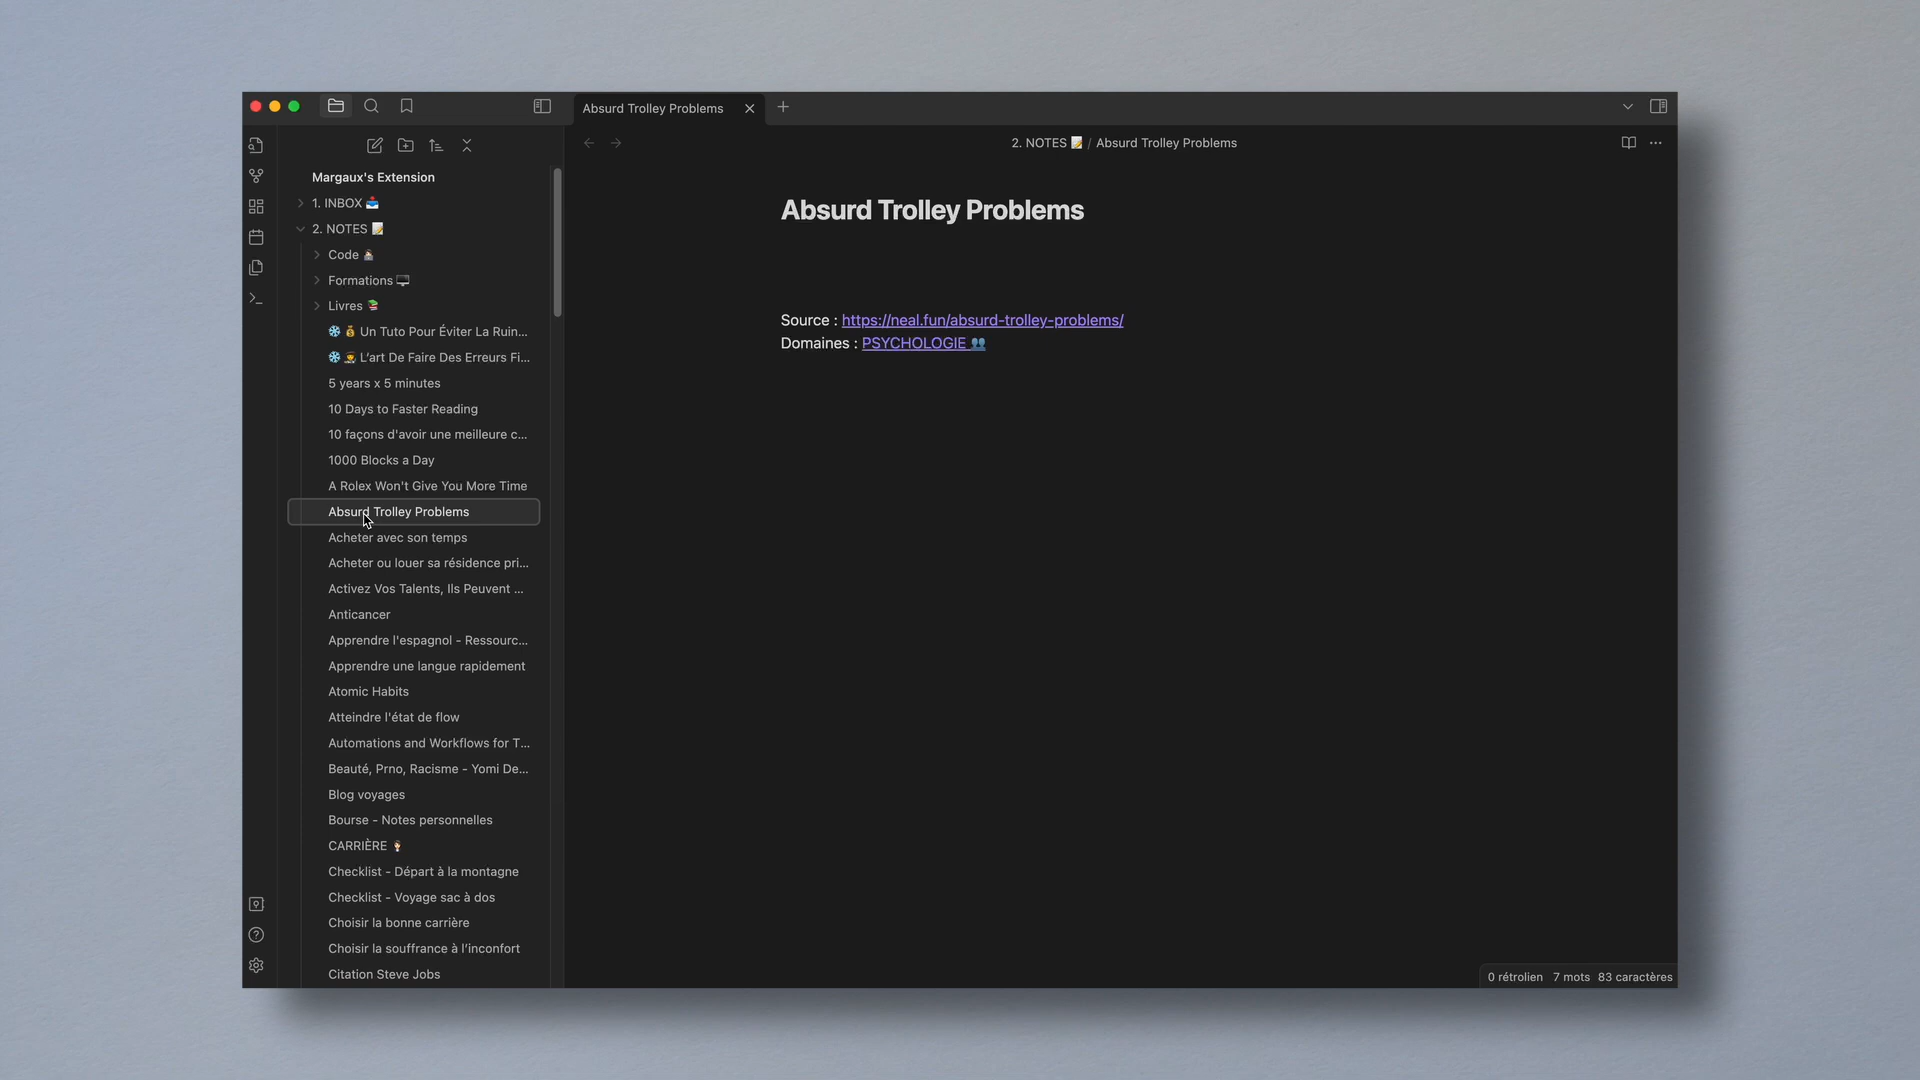 Absurd Trolley Problems
2. NOTES 📝 / Absurd Trolley Problems
Margaux's Extension
1. INBOX 📥
2. NOTES 📝
Code
Formations 🖥️
Livres 📚
❄️ 💰 Un Tuto Pour Éviter La Ruin...
❄️ 👩‍🎓 L'art De Faire Des Erreurs Fi...
5 years x 5 minutes
10 Days to Faster Reading
10 façons d'avoir une meilleure c...
1000 Blocks a Day
A Rolex Won't Give You More Time
Absurd Trolley Problems
Acheter avec son temps
Acheter ou louer sa résidence pri...
Activez Vos Talents, Ils Peuvent ...
Anticancer
Apprendre l'espagnol - Ressourc...
Apprendre une langue rapidement
Atomic Habits
Atteindre l'état de flow
Automations and Workflows for T...
Beauté, Prno, Racisme - Yomi De...
Blog voyages
Bourse - Notes personnelles
CARRIÈRE
Checklist - Départ à la montagne
Checklist - Voyage sac à dos
Choisir la bonne carrière
Choisir la souffrance à l'inconfort
Citation Steve Jobs
Absurd Trolley Problems
Source : https://neal.fun/absurd-trolley-problems/
Domaines : PSYCHOLOGIE 👥
0 rétrolien 7 mots 83 caractères